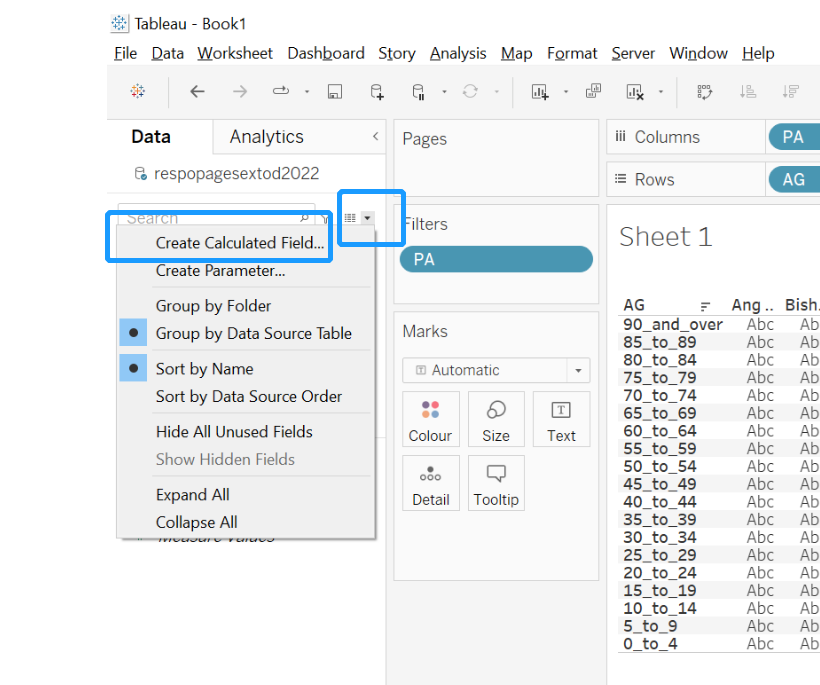 Tableau - Book1
File Data Worksheet Dashboard Story Analysis Map Format Server Window Help
Data Analytics
respopagesextod2022
Search
Create Calculated Field...
Create Parameter...
Group by Folder
Group by Data Source Table
Sort by Name
Sort by Data Source Order
Hide All Unused Fields
Show Hidden Fields
Expand All
Collapse All
Measure Values
Pages
Filters
PA
Marks
Automatic
Colour Size Text
Detail Tooltip
Columns PA
Rows AG
Sheet 1
AG Ang .. Bish.
90_and_over Abc Ab
85_to_89 Abc Ab
80_to_84 Abc Ab
75_to_79 Abc Ab
70_to_74 Abc Ab
65_to_69 Abc Ab
60_to_64 Abc Ab
55_to_59 Abc Ab
50_to_54 Abc Ab
45_to_49 Abc Ab
40_to_44 Abc Ab
35_to_39 Abc Ab
30_to_34 Abc Ab
25_to_29 Abc Ab
20_to_24 Abc Ab
15_to_19 Abc Ab
10_to_14 Abc Ab
5_to_9 Abc Ab
0_to_4 Abc Ab